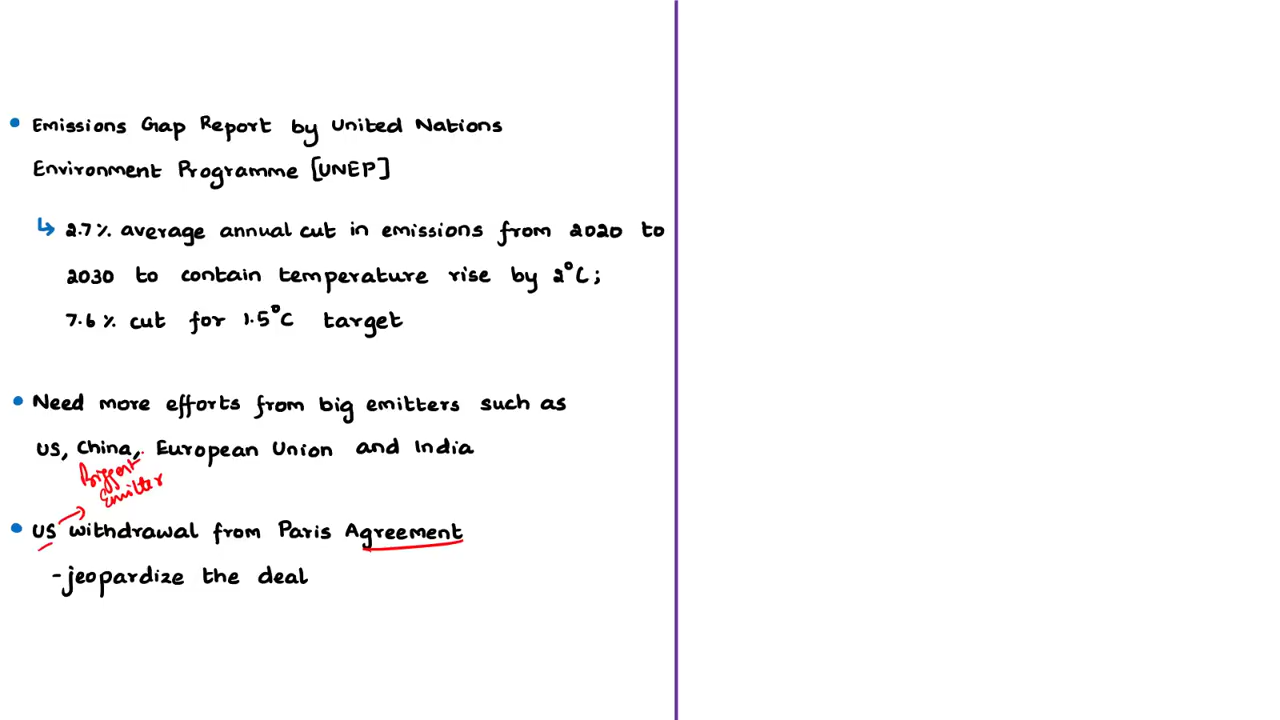 Emissions Gap Report by United Nations
Environment Programme [UNEP]
2.7% average annual cut in emissions from 2020 to
2030 to contain temperature rise by 2°C;
7.6% cut for 1.5°C target
Need more efforts from big emitters such as
US, China, European Union and India
Biggest
Emitter
US withdrawal from Paris Agreement
-jeopardize the deal